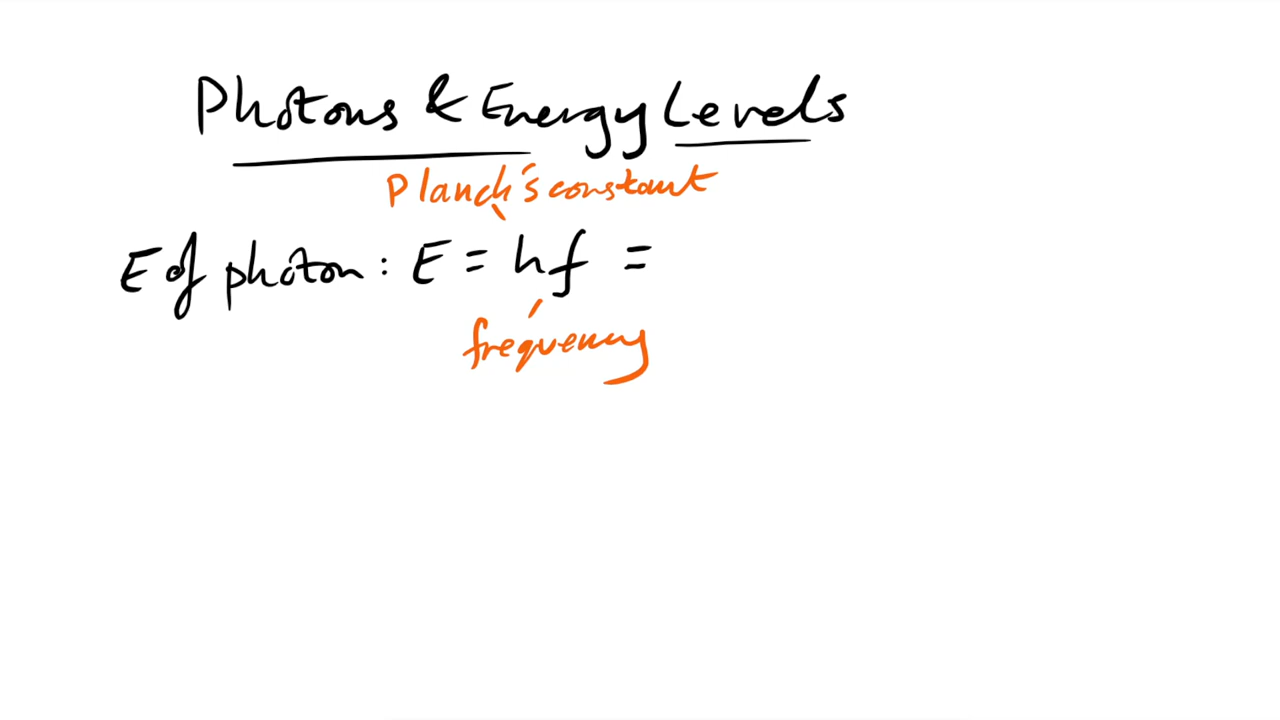 Photons & Energy Levels
Planck's constant
E of photon: E = hf =
frequency